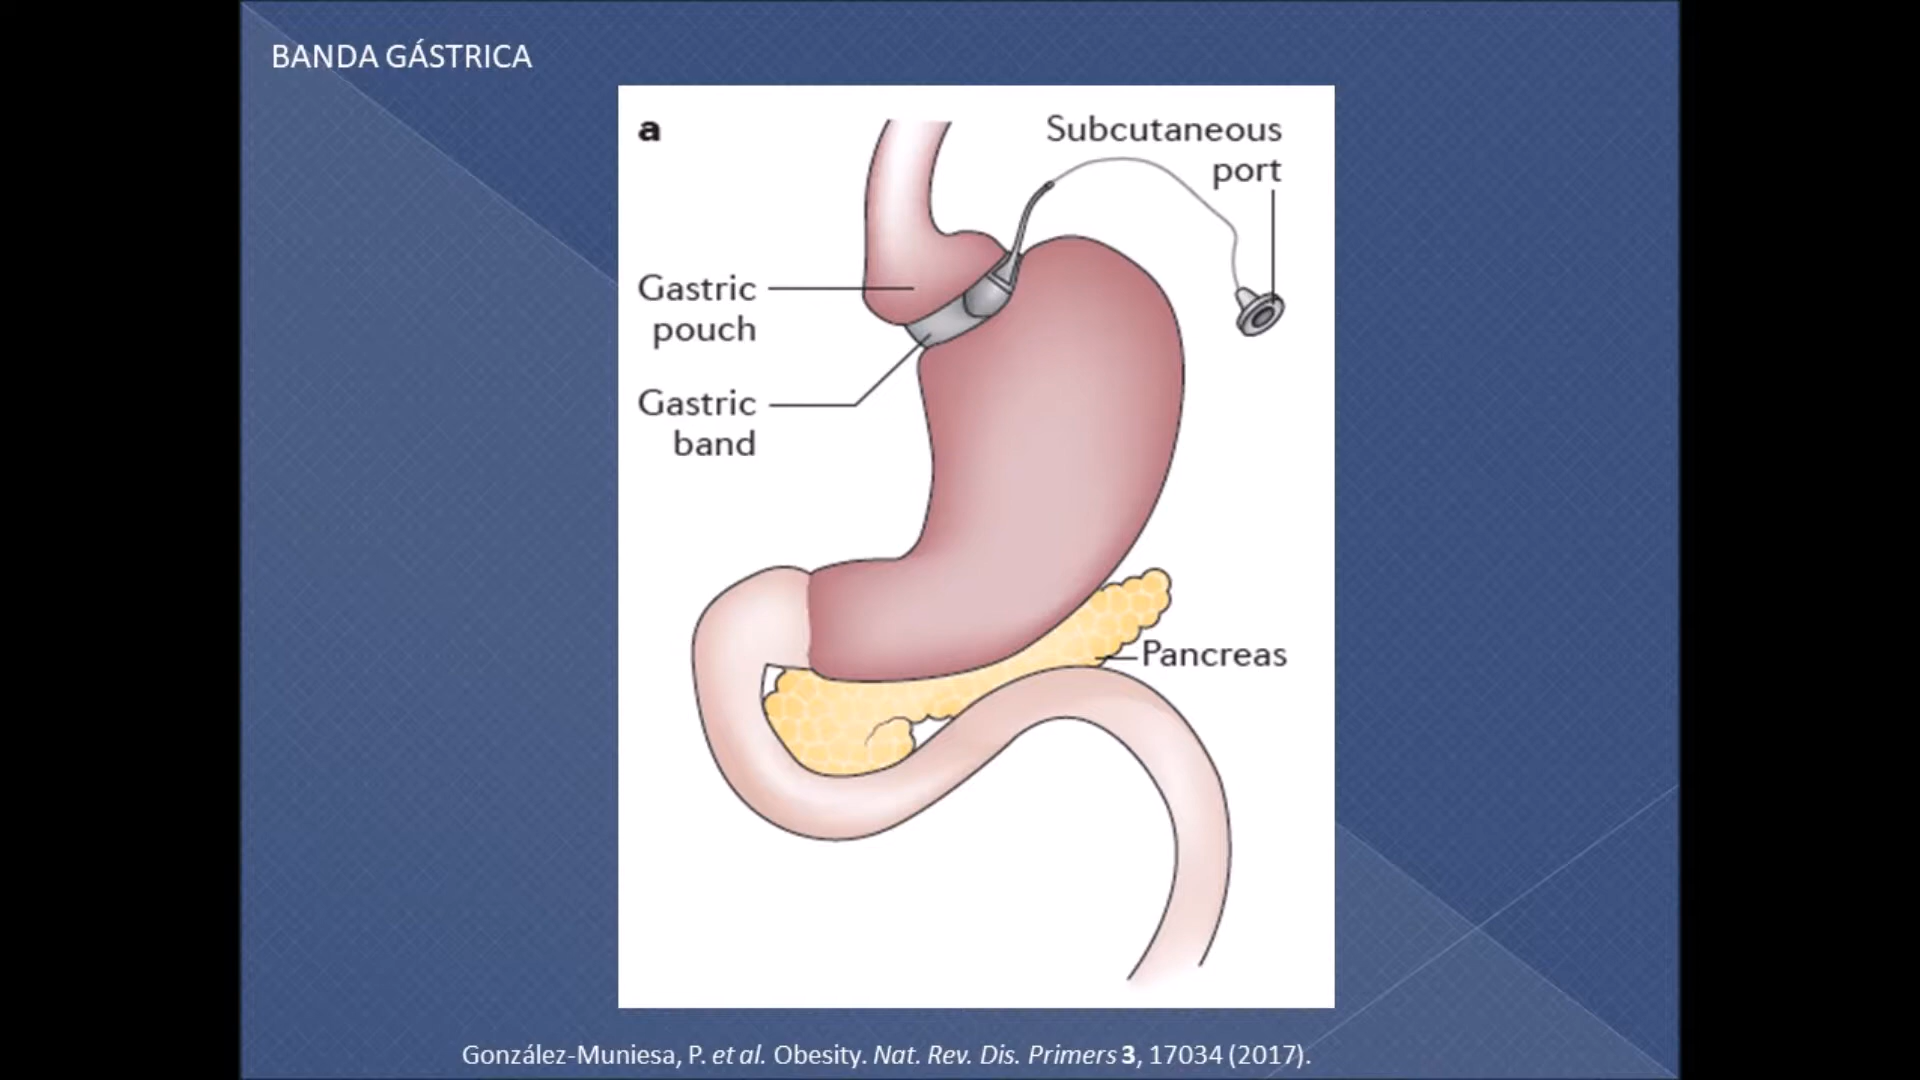 BANDA GÁSTRICA
a
Subcutaneous
port
Gastric
pouch
Gastric
band
Pancreas
González-Muniesa, P. et al. Obesity. Nat. Rev. Dis. Primers 3, 17034 (2017).